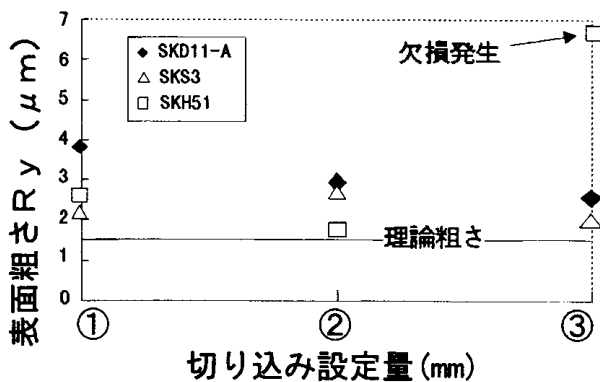 表面粗さRy(μm)
7
6
5
4
3
2
1
0
SKD11-A
SKS3
SKH51
欠損発生
理論粗さ
① ② ③
切り込み設定量(mm)